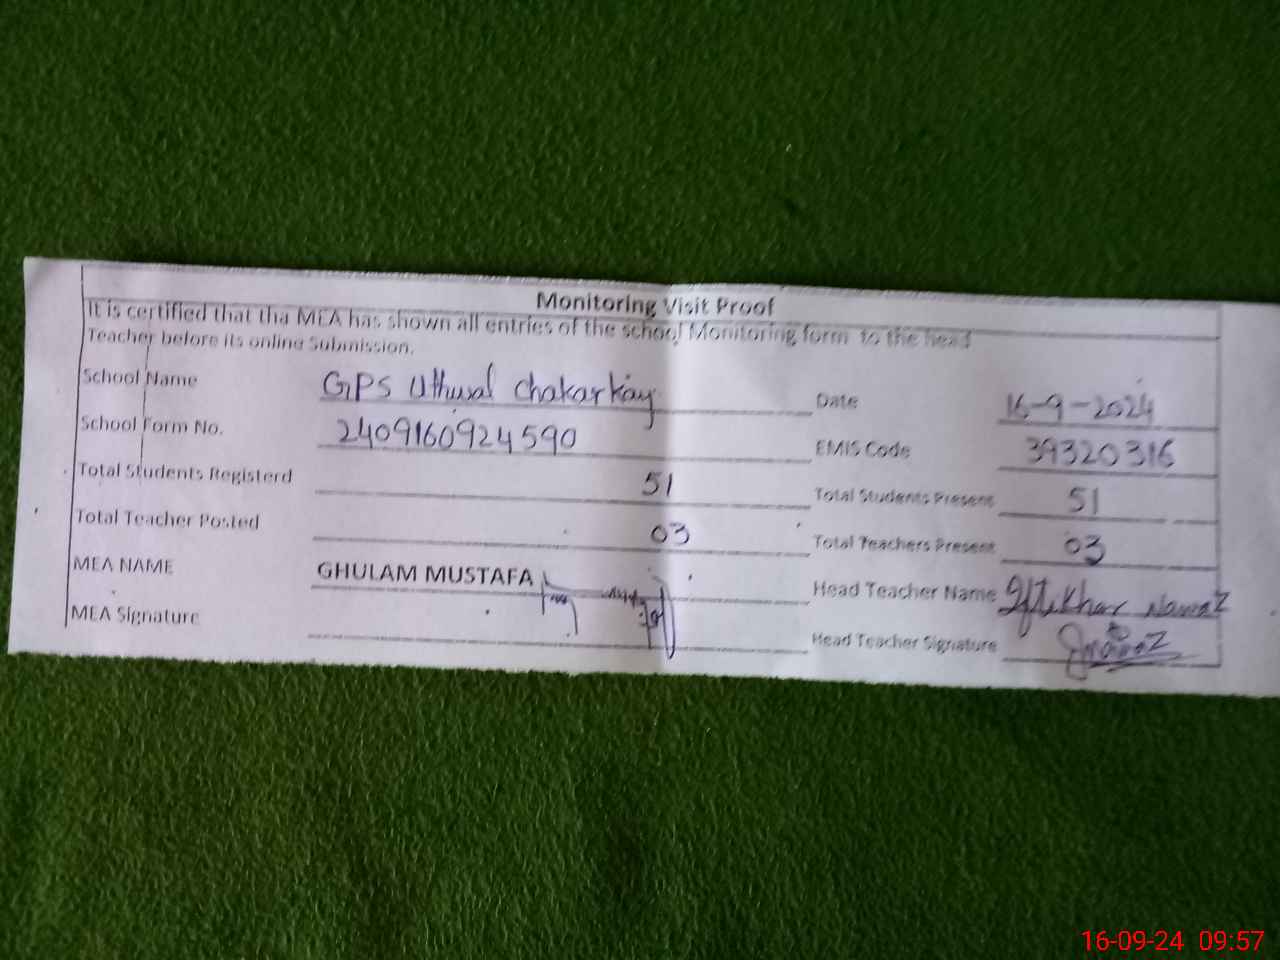 Monitoring Visit Proof
It is certified that tha MEA has shown all entries of the school Monitoring form to the head
Teacher before its online Submission.
School Name GPS Uthwal Chakarkay Date 16-9-2024
School Form No. 2409160924590 EMIS Code 39320316
Total Students Registerd 51 Total Students Present 51
Total Teacher Posted 03 Total Teachers Present 03
MEA NAME GHULAM MUSTAFA Head Teacher Name Iftikhar Nawaz
MEA Signature Head Teacher Signature
16-09-24 09:57